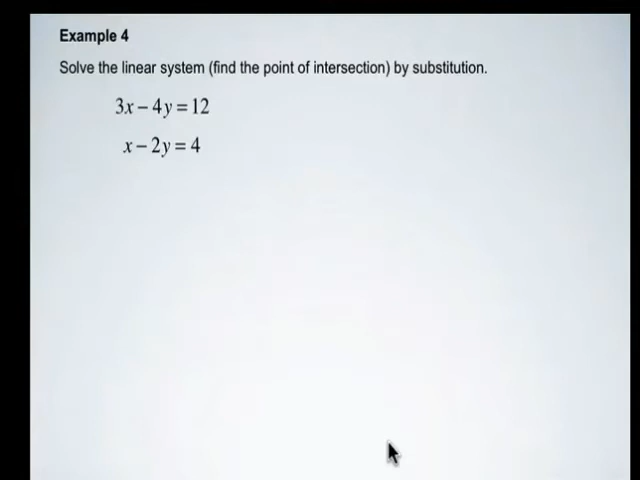 Example 4
Solve the linear system (find the point of intersection) by substitution.
3x − 4y = 12
x − 2y = 4